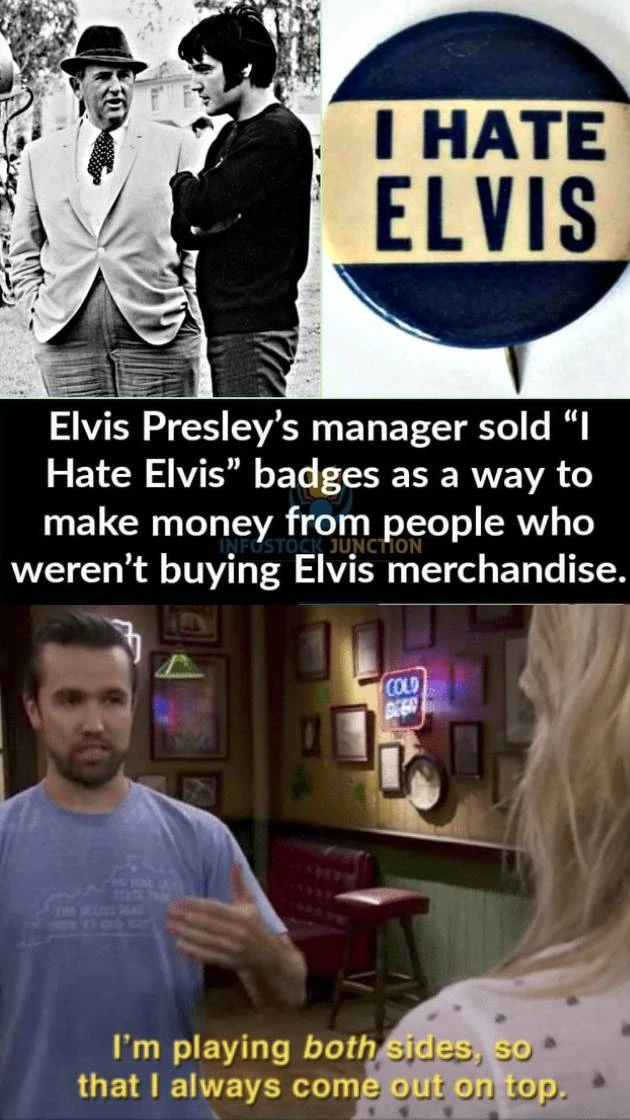 I HATE
ELVIS
Elvis Presley's manager sold “I
Hate Elvis” badges as a way to
make money from people who
INFOSTOCK JUNCTION
weren't buying Elvis merchandise.
COLD
BEER
I'm playing both sides, so
that I always come out on top.